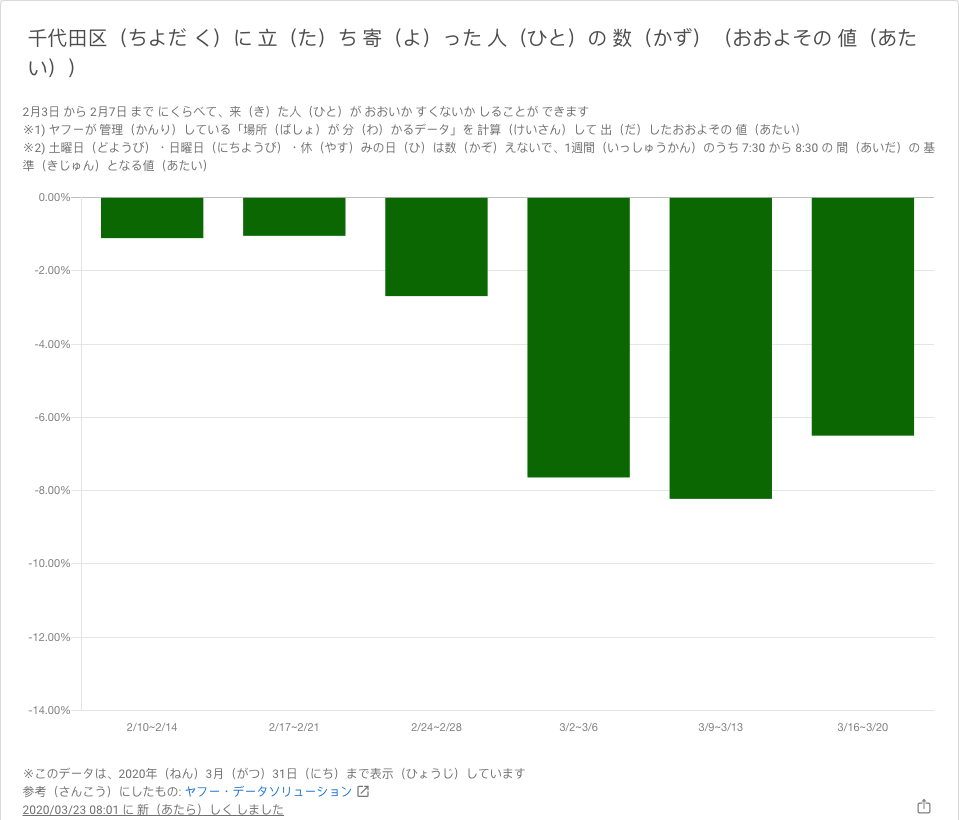 千代田区（ちよだ く）に 立（た）ち 寄（よ）った 人（ひと）の 数（かず）（おおよその 値（あた
い））
2月3日 から 2月7日 まで にくらべて、来（き）た人（ひと）が おおいか すくないか しることが できます
※1) ヤフーが 管理（かんり）している「場所（ばしょ）が 分（わ）かるデータ」を 計算（けいさん）して 出（だ）したおおよその 値（あたい）
※2) 土曜日（どようび）・日曜日（にちようび）・休（やす）みの日（ひ）は数（かぞ）えないで、1週間（いっしゅうかん）のうち 7:30 から 8:30 の 間（あいだ）の 基
準（きじゅん）となる値（あたい）
0.00%
-2.00%
-4.00%
-6.00%
-8.00%
-10.00%
-12.00%
-14.00%
2/10~2/14 2/17~2/21 2/24~2/28 3/2~3/6 3/9~3/13 3/16~3/20
※このデータは、2020年（ねん）3月（がつ）31日（にち）まで表示（ひょうじ）しています
参考（さんこう）にしたもの: ヤフー・データソリューション
2020/03/23 08:01 に 新（あたら）しく しました